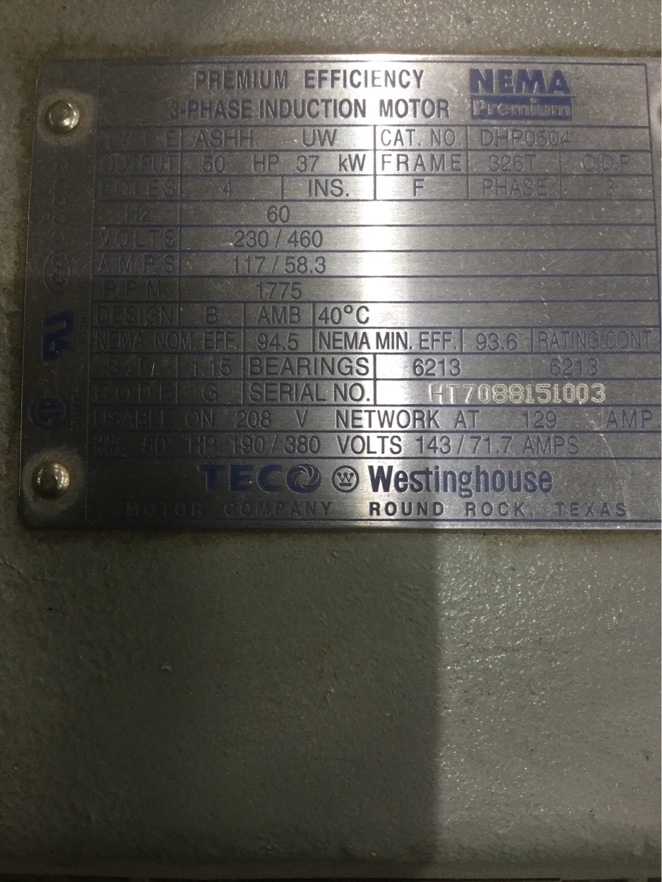 PREMIUM EFFICIENCY NEMA
3-PHASE INDUCTION MOTOR Premium
ASHH UW CAT. NO. DHP0504
OUTPUT 50 HP 37 kW FRAME 326T ODP
POLES 4 INS. F PHASE 3
Hz 60
VOLTS 230/460
AMPS 117/58.3
R.P.M. 1775
DESIGN B AMB 40°C
NEMA NOM. EFF. 94.5 NEMA MIN. EFF. 93.6 RATING CONT
1.15 BEARINGS 6213 6213
CODE G SERIAL NO. HT7088151003
USABLE ON 208 V NETWORK AT 129 AMP
50 HP 190/380 VOLTS 143/71.7 AMPS
TECO W Westinghouse
MOTOR COMPANY ROUND ROCK, TEXAS